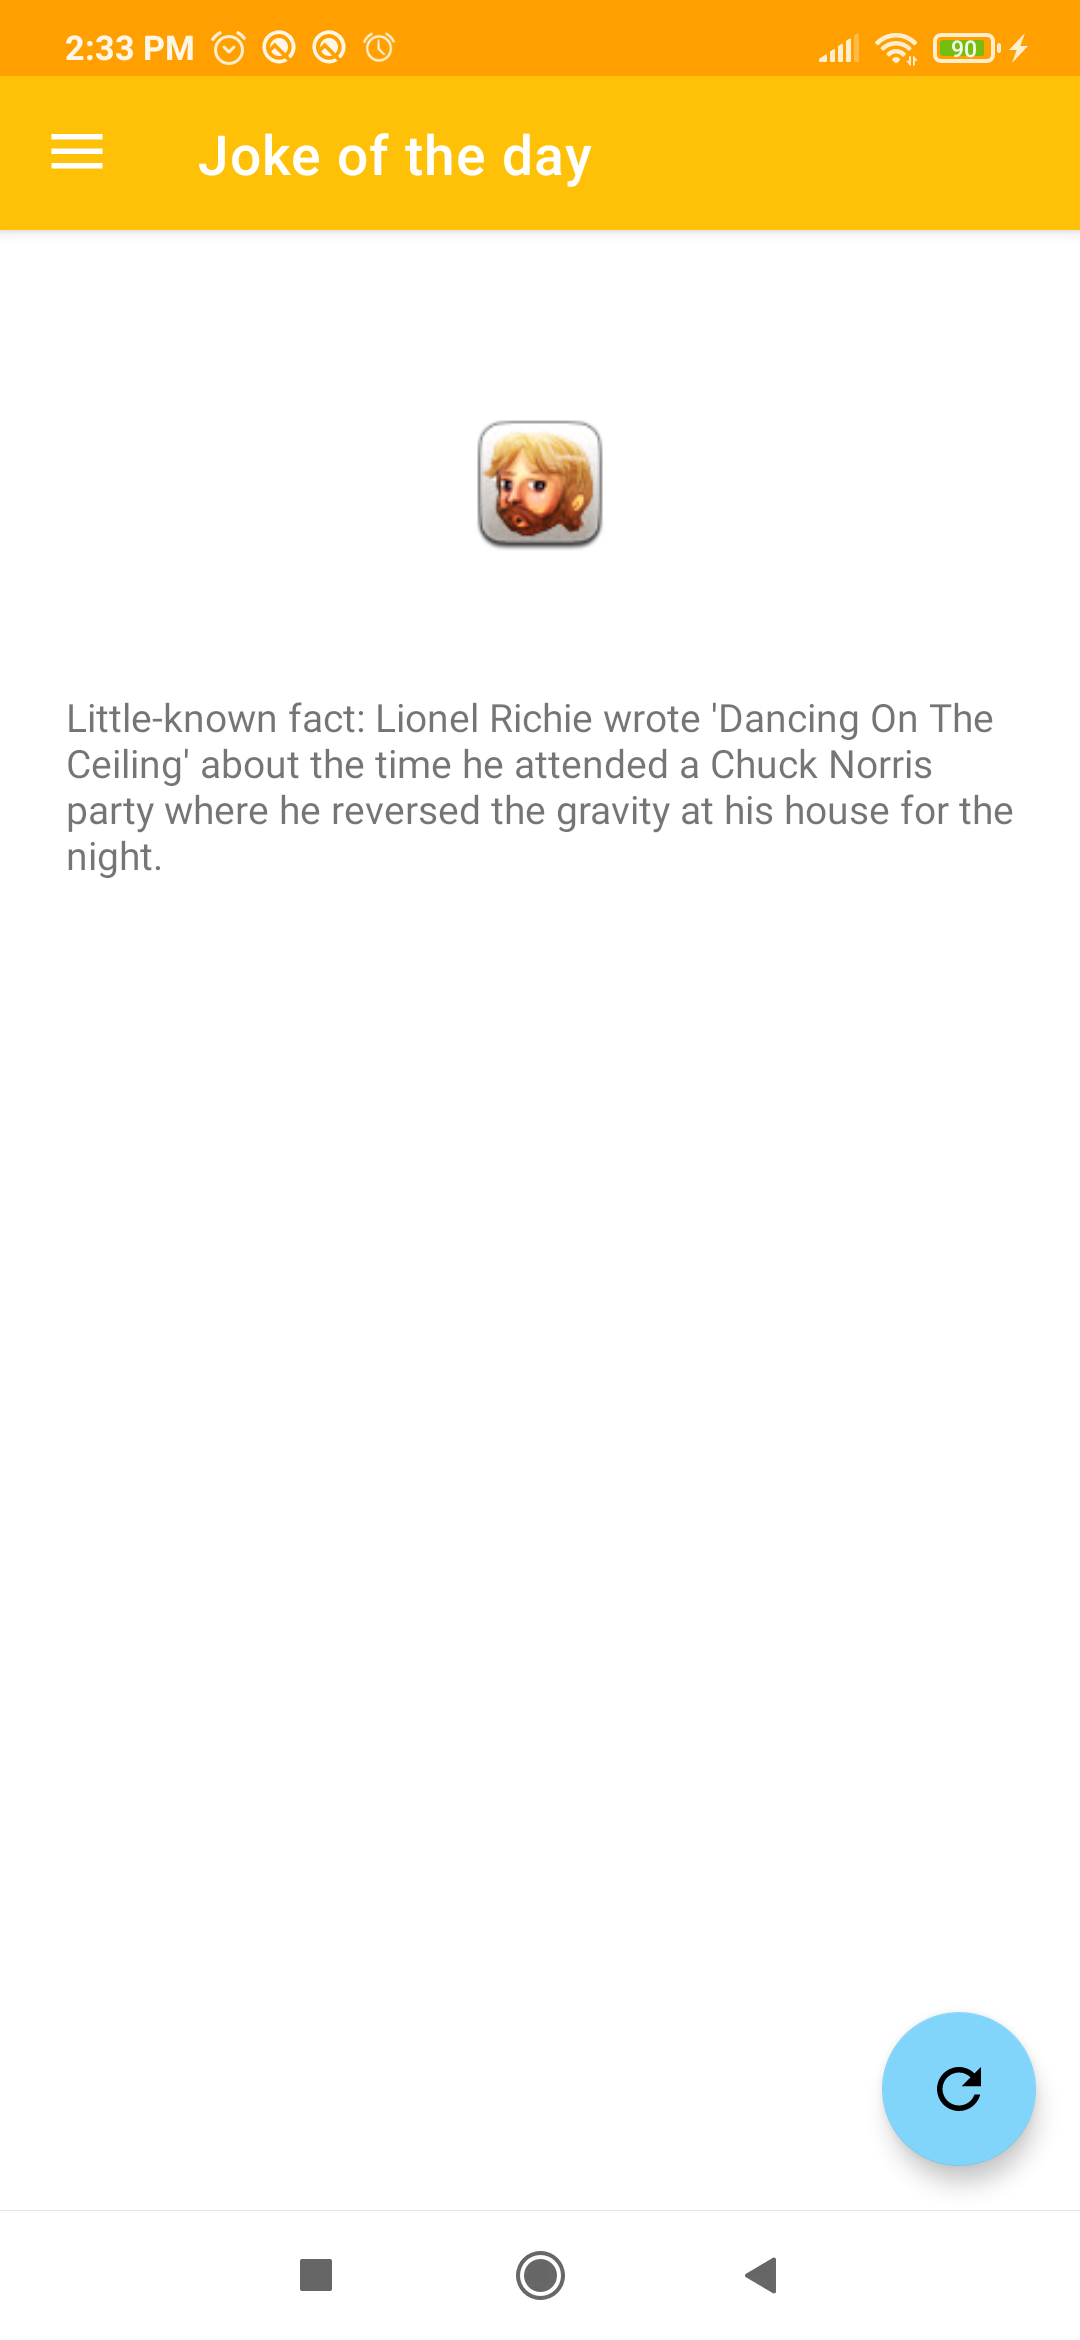 2:33 PM 90
Joke of the day
Little-known fact: Lionel Richie wrote 'Dancing On The
Ceiling' about the time he attended a Chuck Norris
party where he reversed the gravity at his house for the
night.